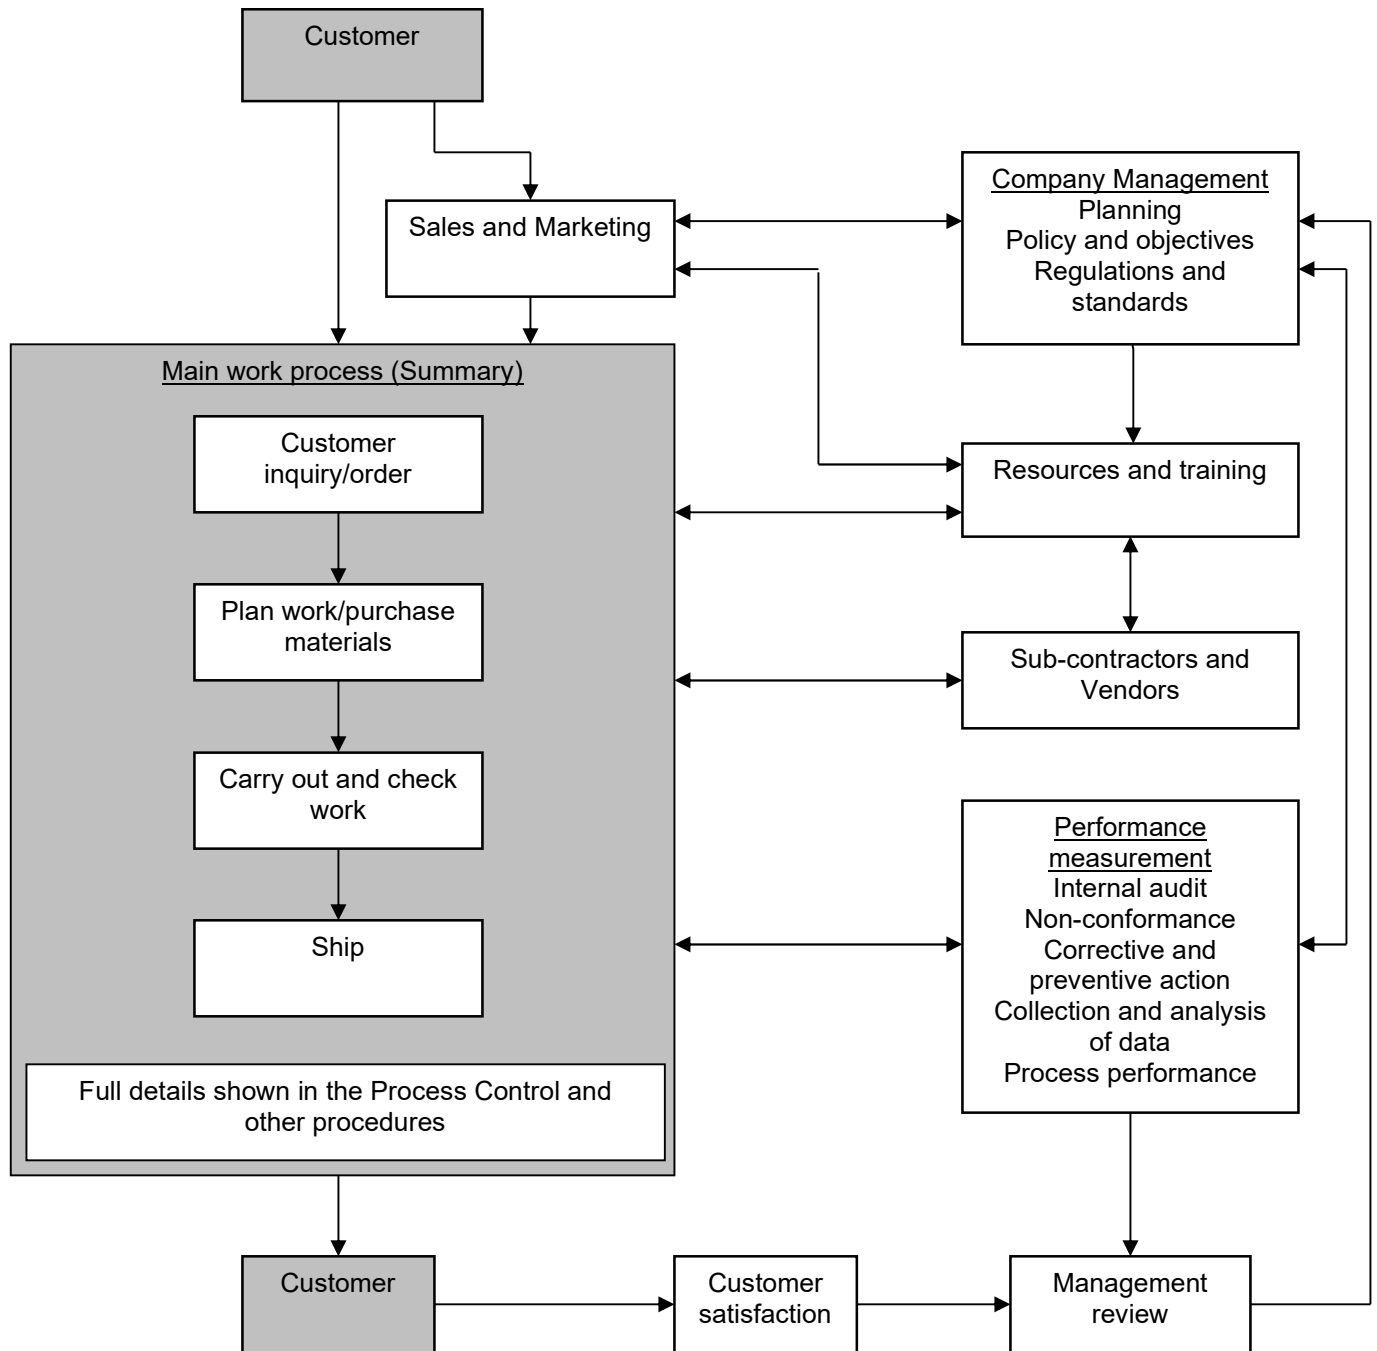 Customer
Sales and Marketing
Company Management
Planning
Policy and objectives
Regulations and
standards
Main work process (Summary)
Customer
inquiry/order
Resources and training
Plan work/purchase
materials
Sub-contractors and
Vendors
Carry out and check
work
Performance
measurement
Internal audit
Non-conformance
Corrective and
preventive action
Collection and analysis
of data
Process performance
Ship
Full details shown in the Process Control and
other procedures
Customer
Customer
satisfaction
Management
review